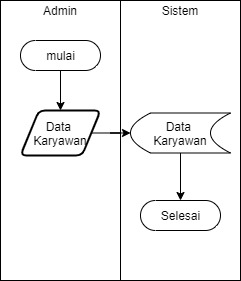 Admin
Sistem
mulai
Data
Karyawan
Data
Karyawan
Selesai